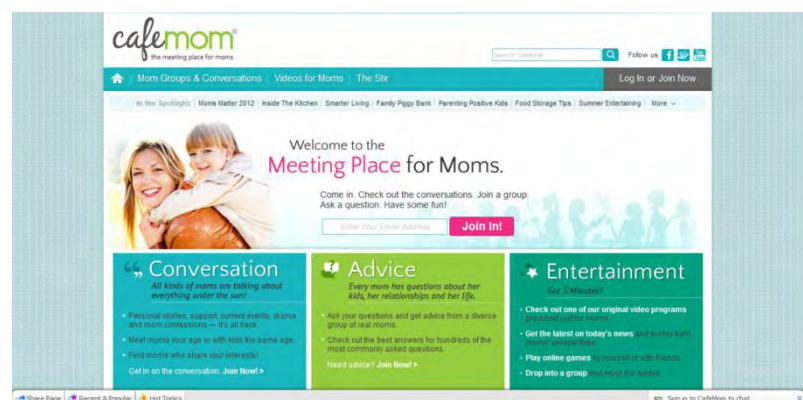 cafemom
the meeting place for moms
Search CafeMom
Follow us
Mom Groups & Conversations | Videos for Moms | The Stir
Log In or Join Now
In the Spotlight: | Moms Matter 2012 | Inside The Kitchen | Smarter Living | Family Piggy Bank | Parenting Positive Kids | Food Storage Tips | Summer Entertaining | More
Welcome to the
Meeting Place for Moms.
Come in. Check out the conversations. Join a group.
Ask a question. Have some fun!
Enter Your Email Address
Join In!
Conversation
All kinds of moms are talking about
everything under the sun!
Personal stories, support, current events, drama
and mom confessions — it's all here.
Meet moms your age or with kids the same age.
Find moms who share your interests!
Get in on the conversation. Join Now! >
Advice
Every mom has questions about her
kids, her relationships and her life.
Ask your questions and get advice from a diverse
group of real moms.
Check out the best answers for hundreds of the
most commonly asked questions.
Need advice? Join Now! >
Entertainment
Got 5 Minutes?
Check out one of our original video programs
produced just for moms.
Get the latest on today's news and events from
moms' perspectives.
Play online games by yourself or with friends.
Drop into a group and enjoy the banter.
Share Page
Recent & Popular
Hot Topics
Sign in to CafeMom to chat